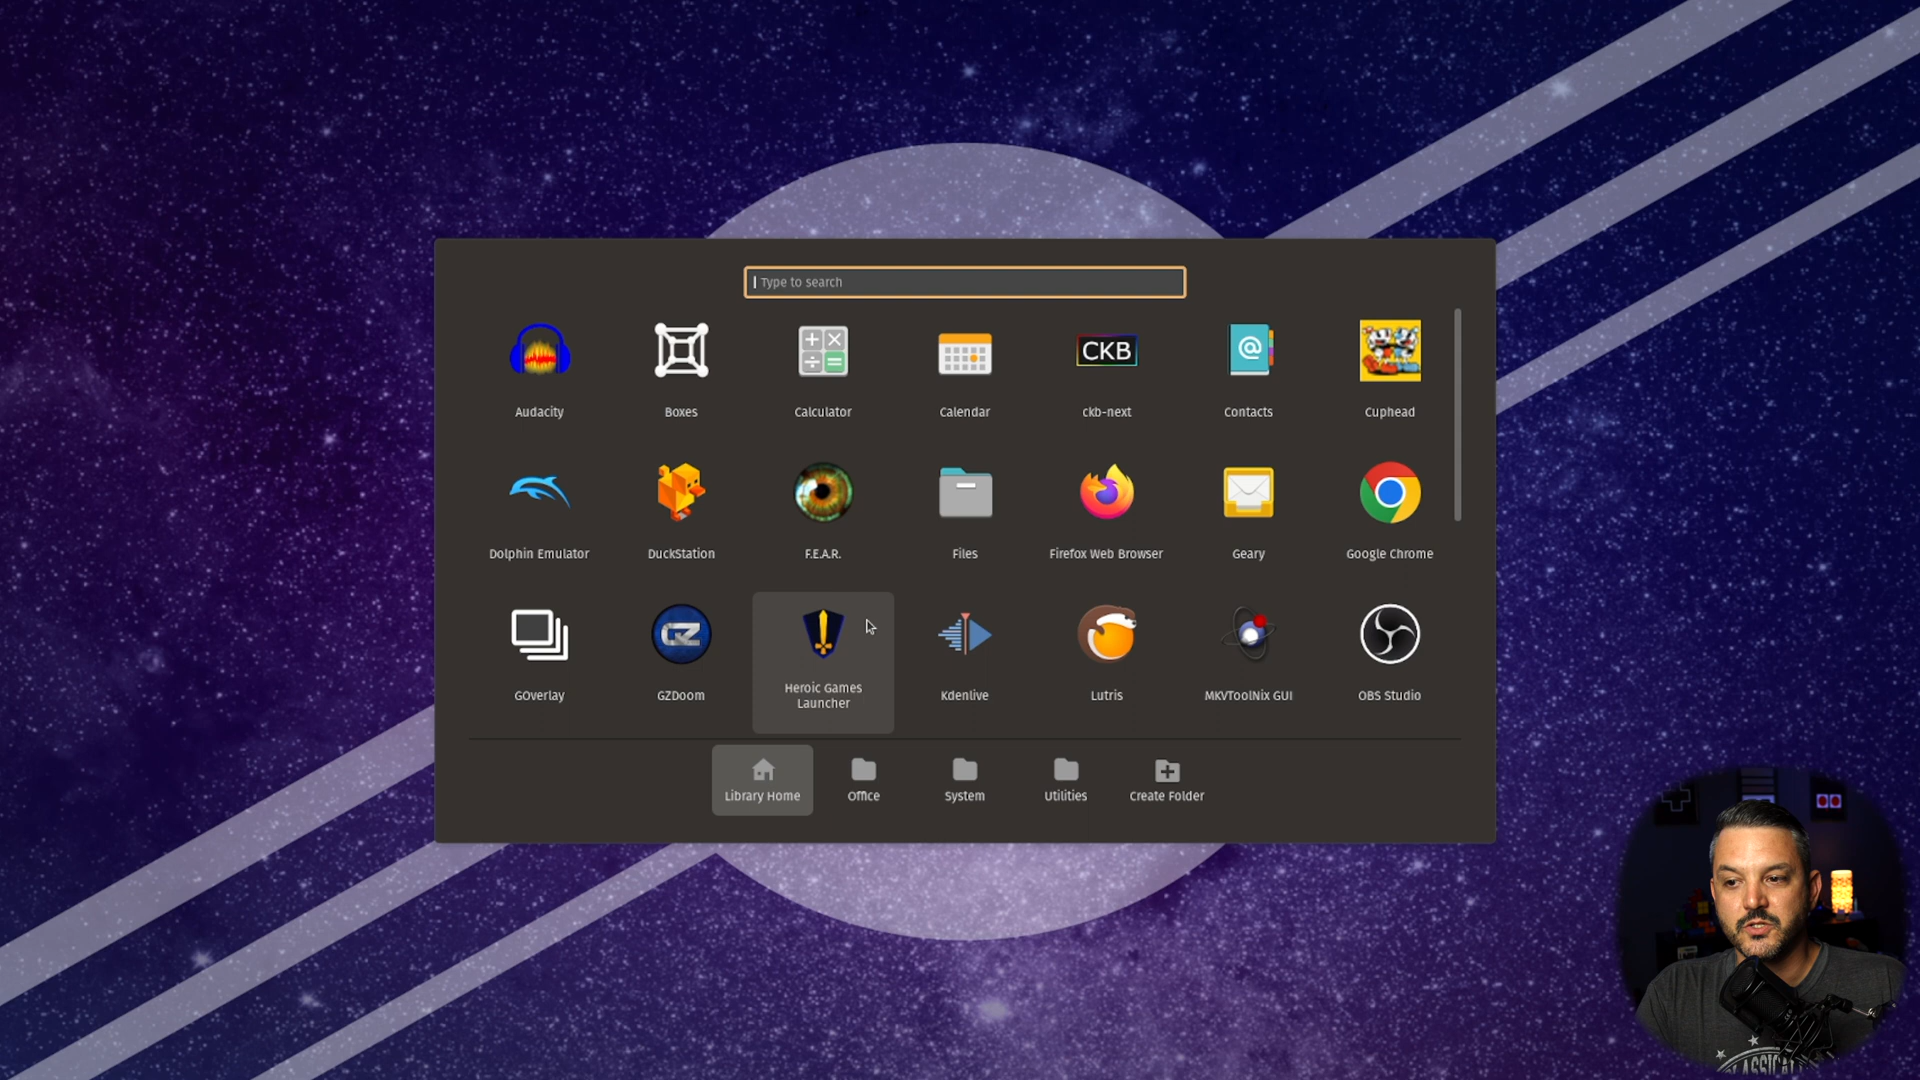 Type to search
CKB
Audacity
Boxes
Calculator
Calendar
ckb-next
Contacts
Cuphead
Dolphin Emulator
DuckStation
F.E.A.R.
Files
Firefox Web Browser
Geary
Google Chrome
GOverlay
GZDoom
Heroic Games
Launcher
Kdenlive
Lutris
MKVToolNix GUI
OBS Studio
Library Home
Office
System
Utilities
Create Folder